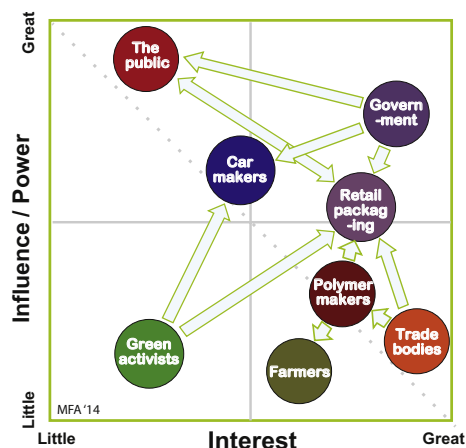 Great
The
public
Govern
-ment
Car
makers
Retail
packag
-ing
Influence / Power
Polymer
makers
Green
activists
Trade
bodies
Farmers
Little
MFA '14
Little
Interest
Great